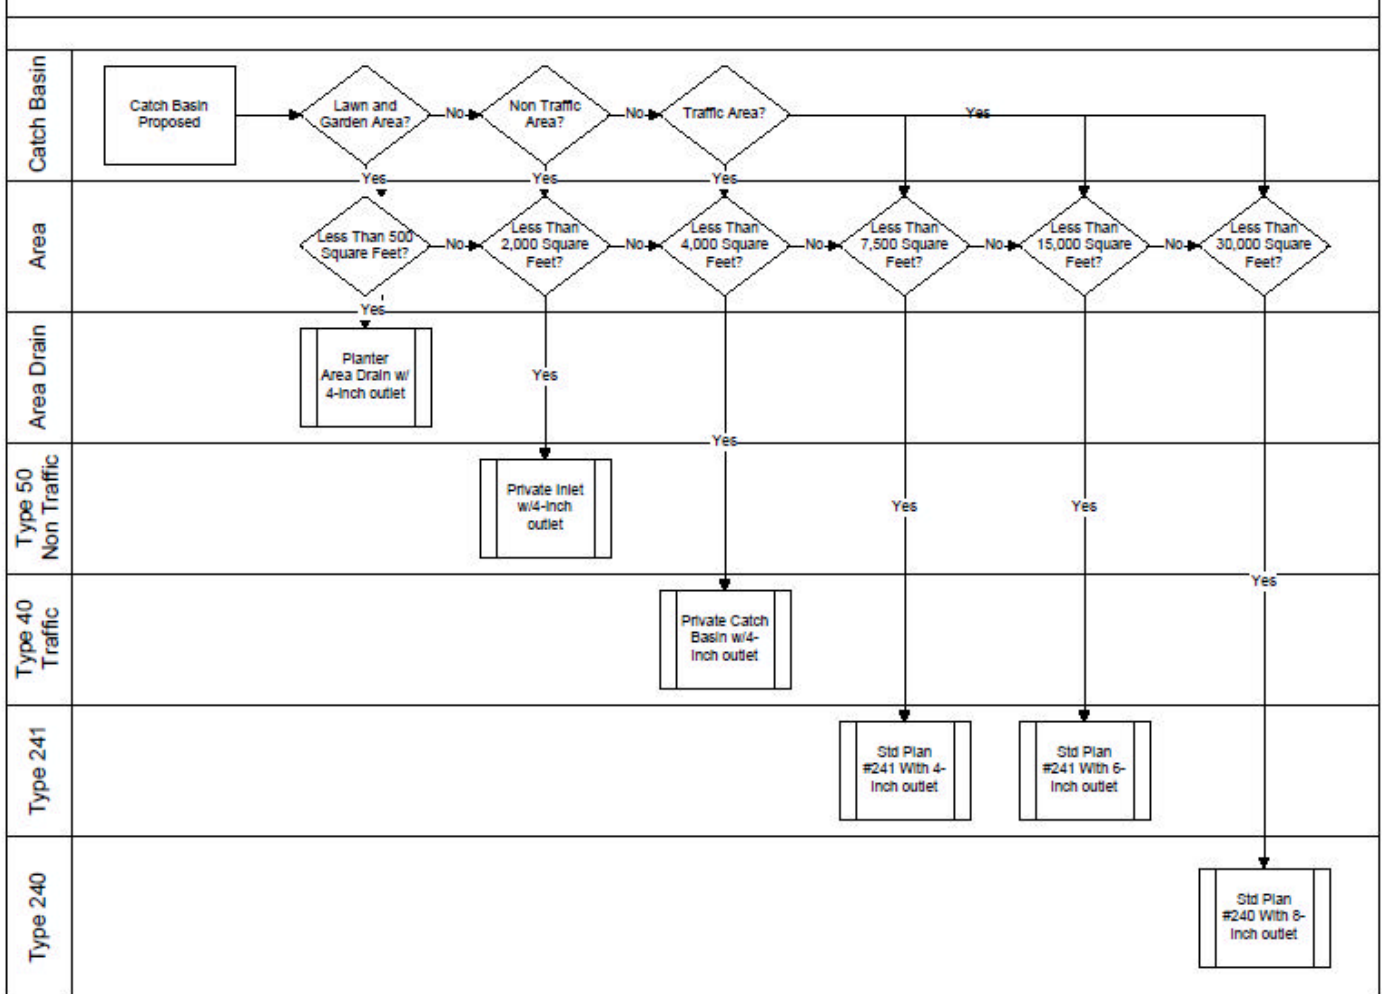 Catch Basin
Catch Basin
Proposed
Lawn and
Garden Area?
No
Non Traffic
Area?
No
Traffic Area?
Yes
Yes
Yes
Yes
Area
Less Than 500
Square Feet?
No
Less Than
2,000 Square
Feet?
No
Less Than
4,000 Square
Feet?
No
Less Than
7,500 Square
Feet?
No
Less Than
15,000 Square
Feet?
No
Less Than
30,000 Square
Feet?
Yes
Area Drain
Planter
Area Drain w/
4-Inch outlet
Yes
Yes
Type 50
Non Traffic
Private Inlet
w/4-Inch
outlet
Yes
Yes
Yes
Type 40
Traffic
Private Catch
Basin w/4-
Inch outlet
Type 241
Std Plan
#241 With 4-
Inch outlet
Std Plan
#241 With 6-
Inch outlet
Type 240
Std Plan
#240 With 8-
Inch outlet